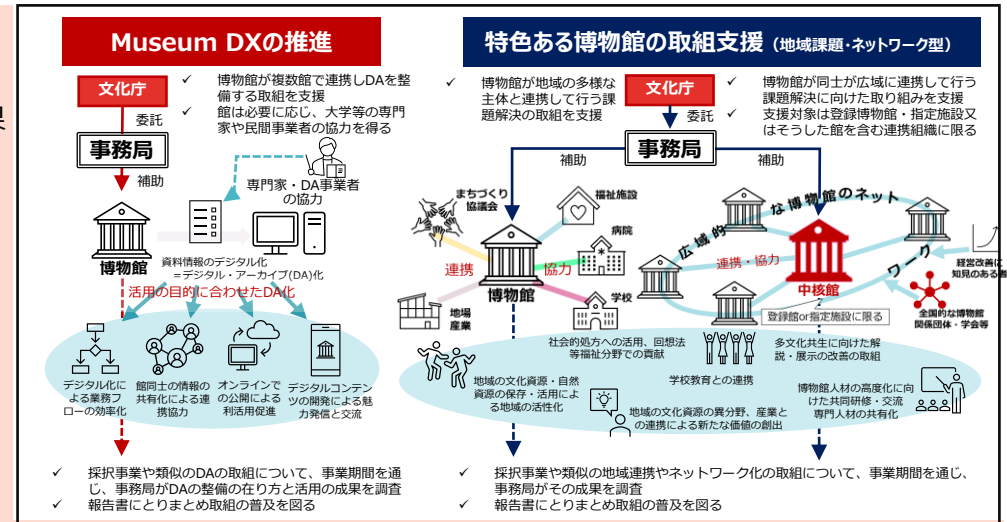 果
Museum DXの推進
文化庁
委託
事務局
補助
✓ 博物館が複数館で連携しDAを整
備する取組を支援
✓ 館は必要に応じ、大学等の専門
家や民間事業者の協力を得る
専門家・DA事業者
の協力
博物館
資料情報のデジタル化
＝デジタル・アーカイブ(DA)化
活用の目的に合わせたDA化
デジタル化に
よる業務フ
ローの効率化
館同士の情報の
共有化による連
携協力
オンラインで
の公開による
利活用促進
デジタルコンテン
ツの開発による魅
力発信と交流
✓ 採択事業や類似のDAの取組について、事業期間を通
じ、事務局がDAの整備の在り方と活用の成果を調査
✓ 報告書にとりまとめ取組の普及を図る
特色ある博物館の取組支援（地域課題・ネットワーク型）
✓ 博物館が地域の多様な
主体と連携して行う課
題解決の取組を支援
文化庁
委託
事務局
補助
補助
✓ 博物館が同士が広域に連携して行う
課題解決に向けた取り組みを支援
✓ 支援対象は登録博物館・指定施設又
はそうした館を含む連携組織に限る
まちづくり
協議会
福祉施設
病院
連携
協力
博物館
地場
産業
学校
広域的な博物館のネットワーク
連携・協力
中核館
登録館or指定施設に限る
経営改善に
知見のある者
全国的な博物館
関係団体・学会等
社会的処方への活用、回想法
等福祉分野での貢献
多文化共生に向けた解
説・展示の改善の取組
地域の文化資源・自然
資源の保存・活用によ
る地域の活性化
学校教育との連携
地域の文化資源の異分野、産業と
の連携による新たな価値の創出
博物館人材の高度化に向
けた共同研修・交流
専門人材の共有化
✓ 採択事業や類似の地域連携やネットワーク化の取組について、事業期間を通じ、
事務局がその成果を調査
✓ 報告書にとりまとめ取組の普及を図る